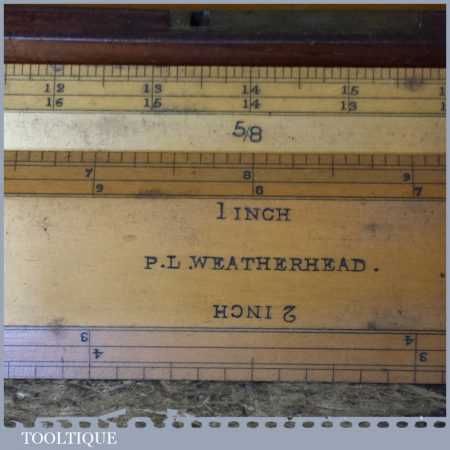 12 13 14 15
16 15 14 13
5/8
7 8 9
9 8 7
1 INCH
P.L.WEATHERHEAD.
2 INCH
3 4
4 3
TOOLTIQUE